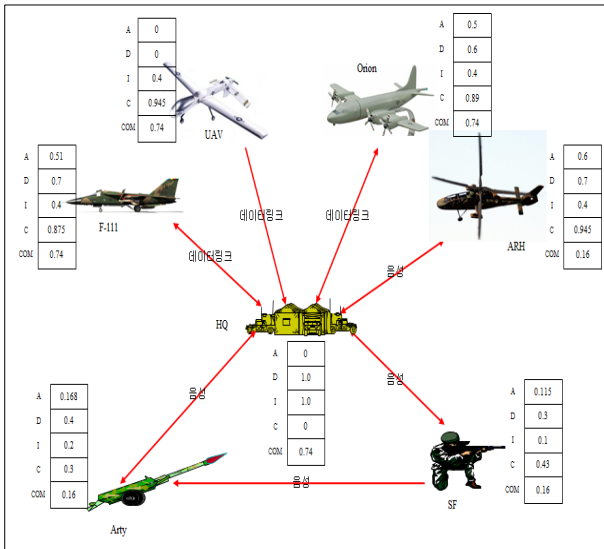 A 0
D 0
I 0.4
C 0.945
COM 0.74
UAV
Orion
A 0.5
D 0.6
I 0.4
C 0.89
COM 0.74
A 0.51
D 0.7
I 0.4
C 0.875
COM 0.74
F-111
ARH
A 0.6
D 0.7
I 0.4
C 0.945
COM 0.16
데이터링크
데이터링크
데이터링크
음성
HQ
A 0
D 1.0
I 1.0
C 0
COM 0.74
음성
음성
A 0.168
D 0.4
I 0.2
C 0.3
COM 0.16
Arty
음성
SF
A 0.115
D 0.3
I 0.1
C 0.43
COM 0.16